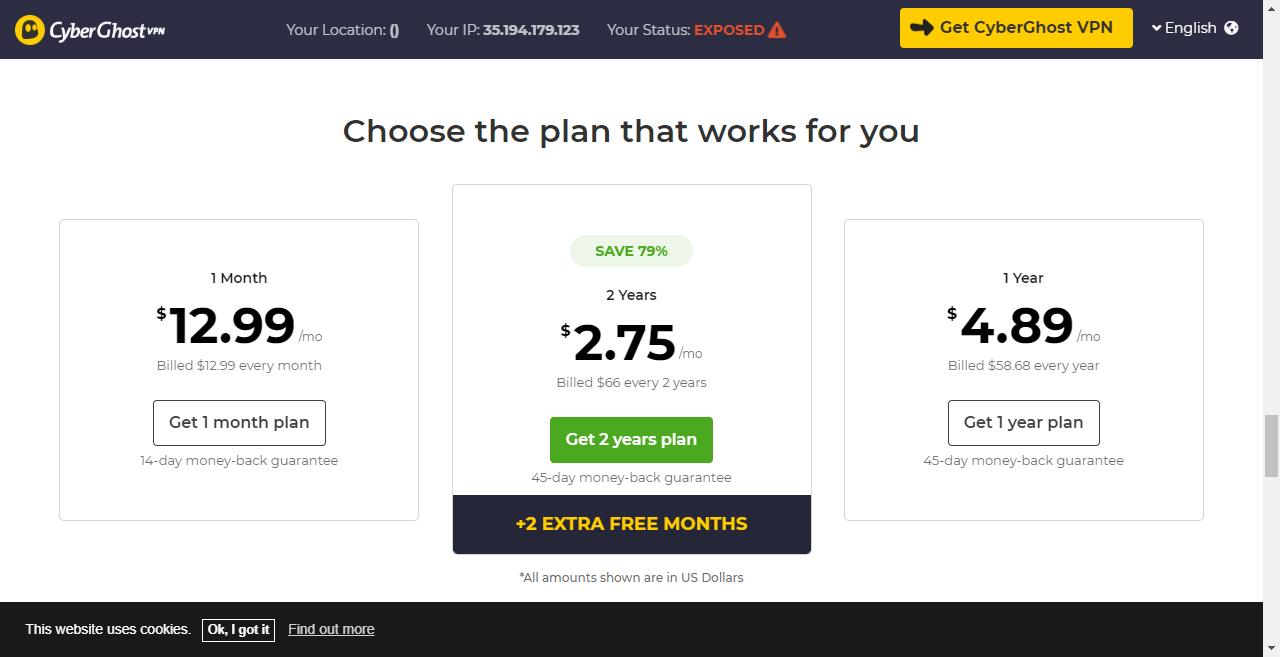 CyberGhost VPN
Your Location: ()
Your IP: 35.194.179.123
Your Status: EXPOSED
Get CyberGhost VPN
English
Choose the plan that works for you
1 Month
$12.99 /mo
Billed $12.99 every month
Get 1 month plan
14-day money-back guarantee
SAVE 79%
2 Years
$2.75 /mo
Billed $66 every 2 years
Get 2 years plan
45-day money-back guarantee
+2 EXTRA FREE MONTHS
1 Year
$4.89 /mo
Billed $58.68 every year
Get 1 year plan
45-day money-back guarantee
*All amounts shown are in US Dollars
This website uses cookies. Ok, I got it Find out more